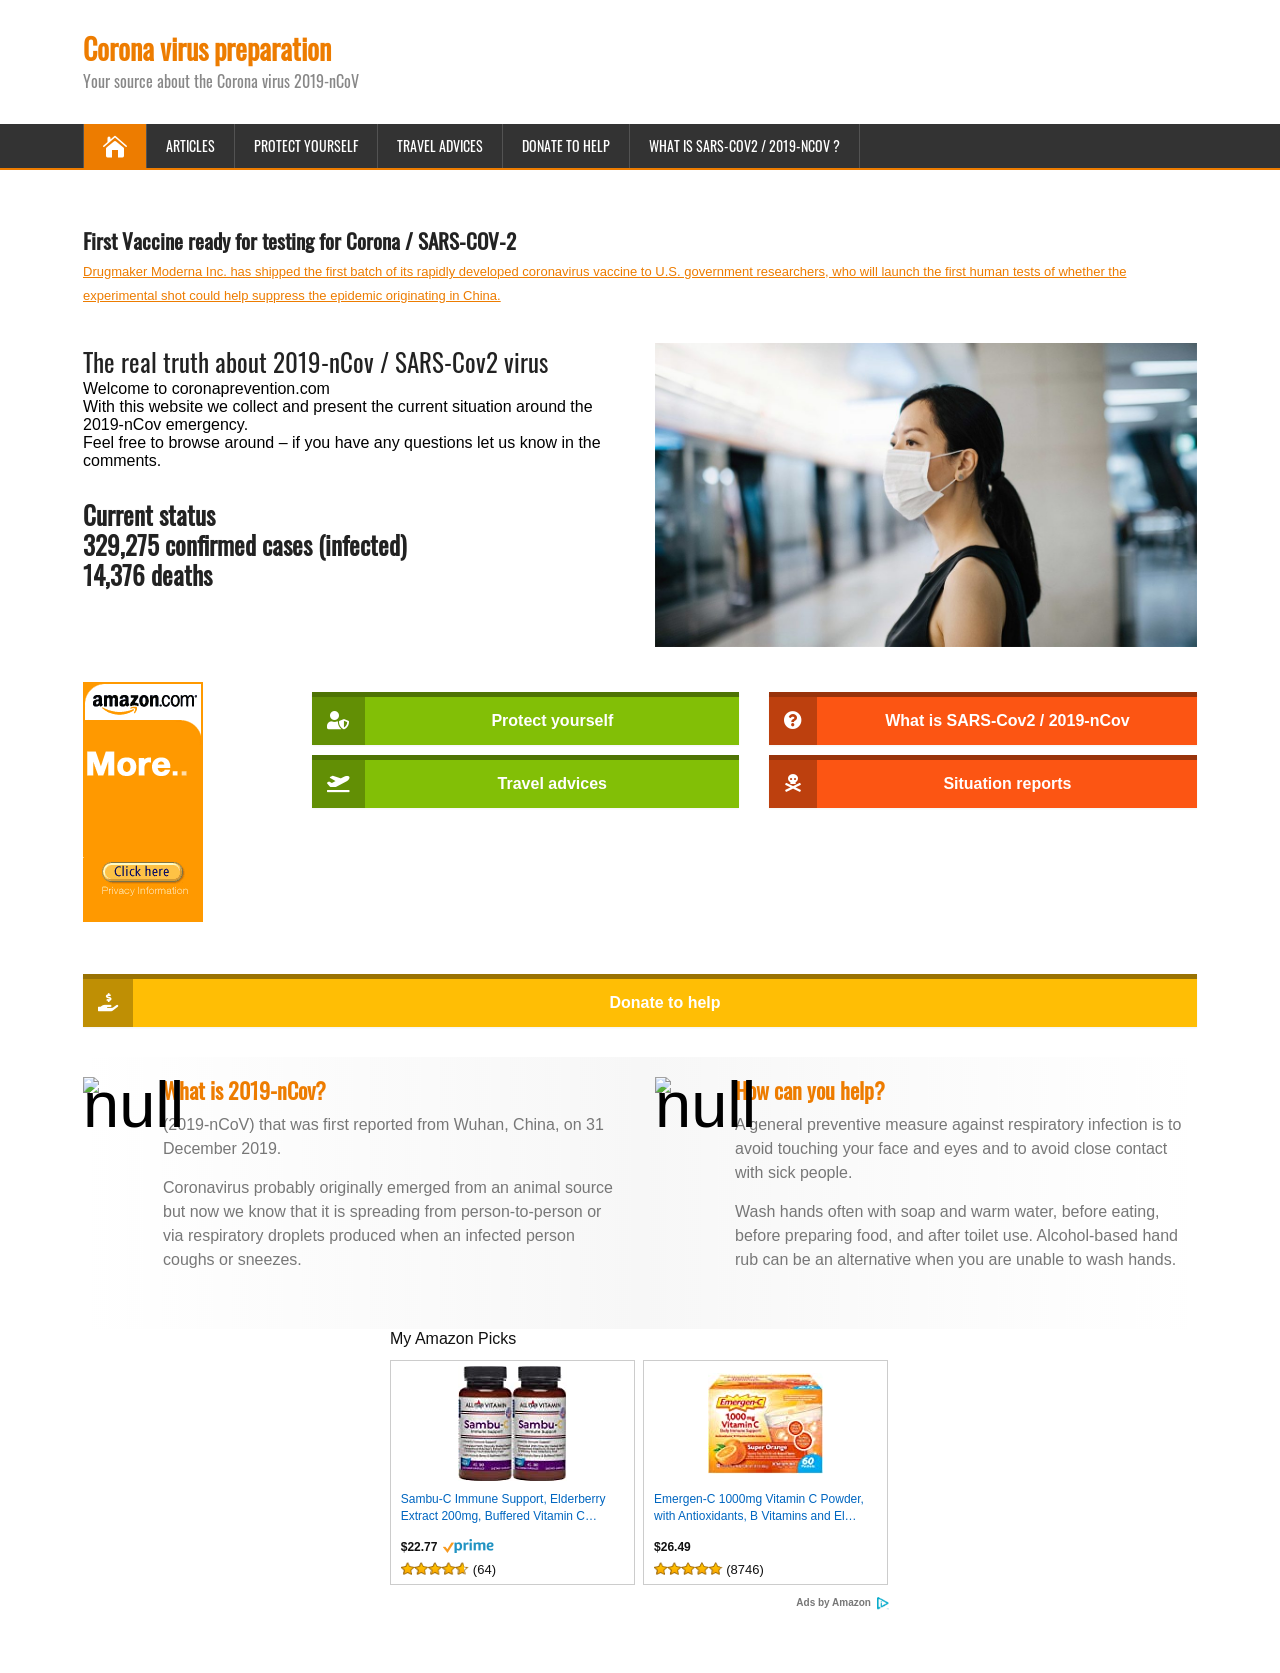 Corona virus preparation
Your source about the Corona virus 2019-nCoV
ARTICLES
PROTECT YOURSELF
TRAVEL ADVICES
DONATE TO HELP
WHAT IS SARS-COV2 / 2019-NCOV ?
First Vaccine ready for testing for Corona / SARS-COV-2
Drugmaker Moderna Inc. has shipped the first batch of its rapidly developed coronavirus vaccine to U.S. government researchers, who will launch the first human tests of whether the
experimental shot could help suppress the epidemic originating in China.
The real truth about 2019-nCov / SARS-Cov2 virus
Welcome to coronaprevention.com
With this website we collect and present the current situation around the
2019-nCov emergency.
Feel free to browse around – if you have any questions let us know in the
comments.
Current status
329,275 confirmed cases (infected)
14,376 deaths
amazon.com
More..
Click here
Privacy Information
Protect yourself
What is SARS-Cov2 / 2019-nCov
Travel advices
Situation reports
Donate to help
null
What is 2019-nCov?
(2019-nCoV) that was first reported from Wuhan, China, on 31
December 2019.
Coronavirus probably originally emerged from an animal source
but now we know that it is spreading from person-to-person or
via respiratory droplets produced when an infected person
coughs or sneezes.
null
How can you help?
A general preventive measure against respiratory infection is to
avoid touching your face and eyes and to avoid close contact
with sick people.
Wash hands often with soap and warm water, before eating,
before preparing food, and after toilet use. Alcohol-based hand
rub can be an alternative when you are unable to wash hands.
My Amazon Picks
ALL UP VITAMIN
Sambu-C
Sambu-C
Emergen-C
1,000mg
Vitamin C
Super Orange
60
Sambu-C Immune Support, Elderberry
Extract 200mg, Buffered Vitamin C…
$22.77 prime
(64)
Emergen-C 1000mg Vitamin C Powder,
with Antioxidants, B Vitamins and El…
$26.49
(8746)
Ads by Amazon